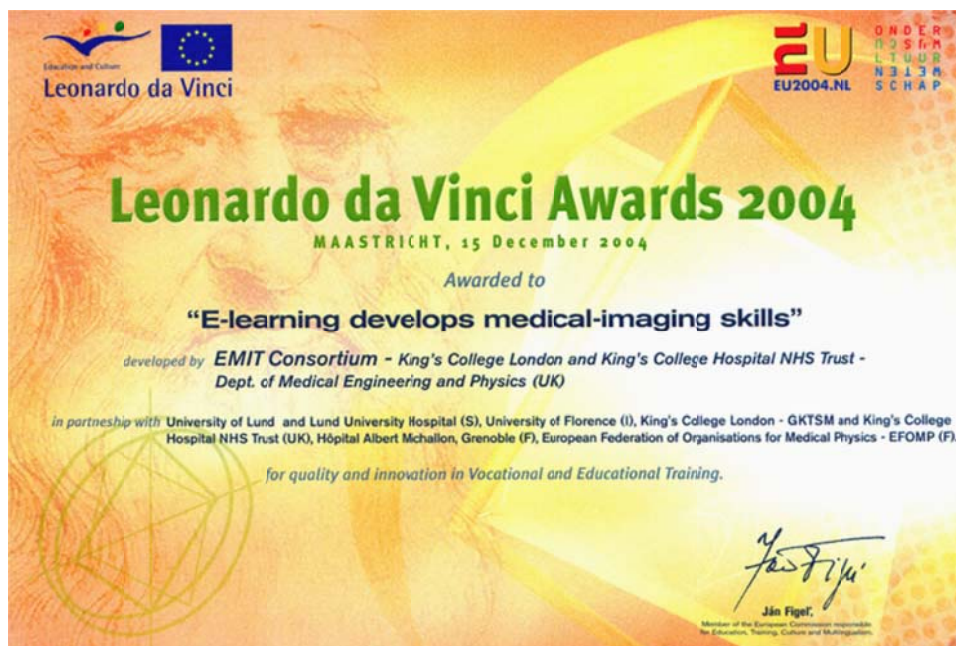 Education and Culture
Leonardo da Vinci
EU2004.NL
ONDER
Leonardo da Vinci Awards 2004
MAASTRICHT, 15 December 2004
Awarded to
“E-learning develops medical-imaging skills”
developed by EMIT Consortium - King's College London and King's College Hospital NHS Trust -
Dept. of Medical Engineering and Physics (UK)
in partneship with University of Lund and Lund University Hospital (S), University of Florence (I), King's College London - GKTSM and King's College
Hospital NHS Trust (UK), Hôpital Albert Mchallon, Grenoble (F), European Federation of Organisations for Medical Physics - EFOMP (F)
for quality and innovation in Vocational and Educational Training.
Ján Figeľ,
Member of the European Commission responsible
for Education, Training, Culture and Multilingualism.